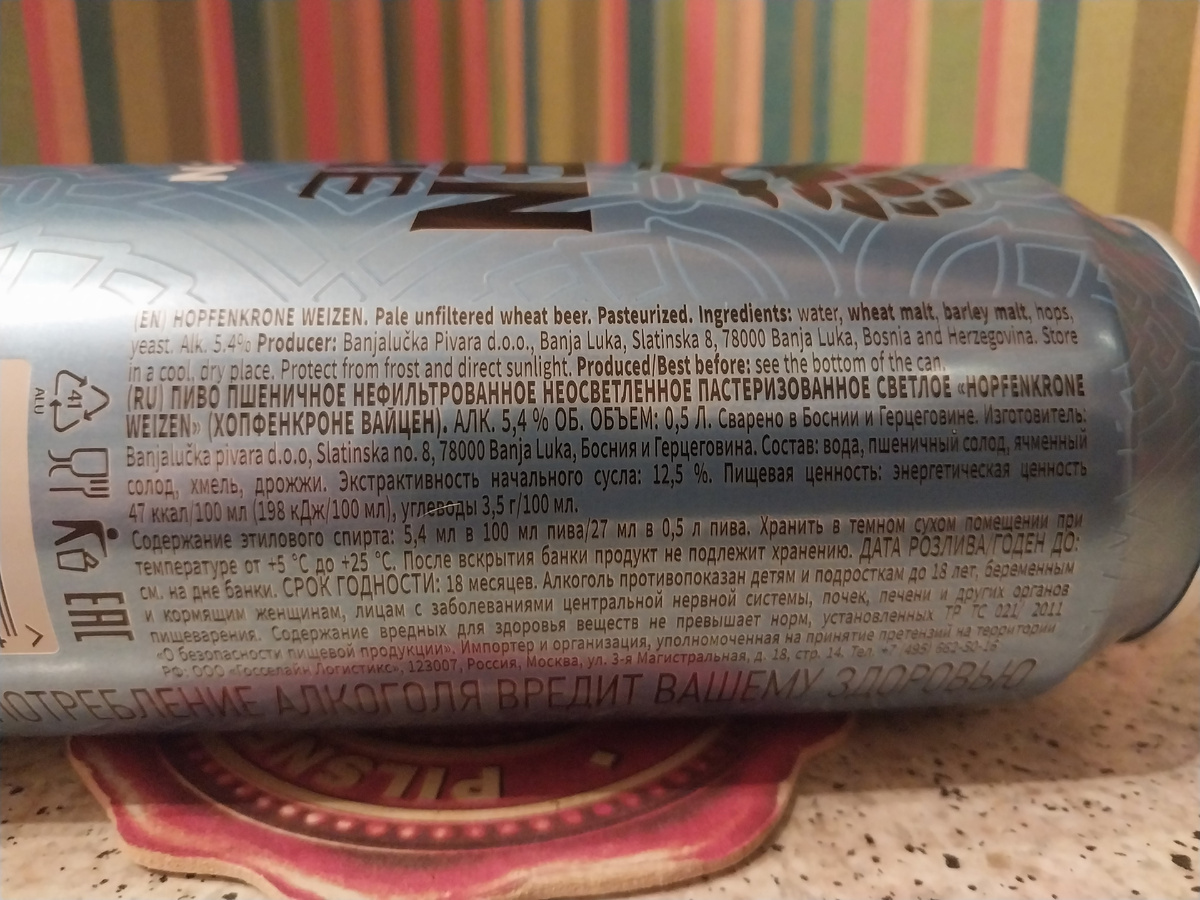 EN
E
(EN) HOPFENKRONE WEIZEN. Pale unfiltered wheat beer. Pasteurized. Ingredients: water, wheat malt, barley malt, hops,
yeast. Alk. 5.4% Producer: Banjalučka Pivara d.o.o., Banja Luka, Slatinska 8, 78000 Banja Luka, Bosnia and Herzegovina. Store
in a cool, dry place. Protect from frost and direct sunlight. Produced/Best before: see the bottom of the can.
(RU) ПИВО ПШЕНИЧНОЕ НЕФИЛЬТРОВАННОЕ НЕОСВЕТЛЕННОЕ ПАСТЕРИЗОВАННОЕ СВЕТЛОЕ «HOPFENKRONE
WEIZEN» (ХОПФЕНКРОНЕ ВАЙЦЕН). АЛК. 5,4 % ОБ. ОБЪЕМ: 0,5 Л. Сварено в Боснии и Герцеговине. Изготовитель:
Banjalučka pivara d.o.o, Slatinska no. 8, 78000 Banja Luka, Босния и Герцеговина. Состав: вода, пшеничный солод, ячменный
солод, хмель, дрожжи. Экстрактивность начального сусла: 12,5 %. Пищевая ценность: энергетическая ценность
47 ккал/100 мл (198 кДж/100 мл), углеводы 3,5 г/100 мл.
Содержание этилового спирта: 5,4 мл в 100 мл пива/27 мл в 0,5 л пива. Хранить в темном сухом помещении при
температуре от +5 °С до +25 °С. После вскрытия банки продукт не подлежит хранению. ДАТА РОЗЛИВА/ГОДЕН ДО:
см. на дне банки. СРОК ГОДНОСТИ: 18 месяцев. Алкоголь противопоказан детям и подросткам до 18 лет, беременным
и кормящим женщинам, лицам с заболеваниями центральной нервной системы, почек, печени и других органов
пищеварения. Содержание вредных для здоровья веществ не превышает норм, установленных ТР ТС 021/ 2011
«О безопасности пищевой продукции». Импортер и организация, уполномоченная на принятие претензий на территории
РФ: ООО «Госселайн Логистикс», 123007, Россия, Москва, ул. 3-я Магистральная, д. 18, стр. 14. Тел. +7 (495) 662-50-16
ПОТРЕБЛЕНИЕ АЛКОГОЛЯ ВРЕДИТ ВАШЕМУ ЗДОРОВЬЮ
41
ALU
EAC
PILSN